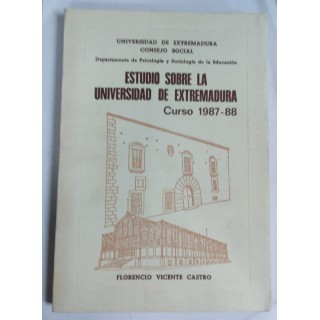 UNIVERSIDAD DE EXTREMADURA
CONSEJO SOCIAL
Departamento de Psicología y Sociología de la Educación
ESTUDIO SOBRE LA
UNIVERSIDAD DE EXTREMADURA
Curso 1987-88
FLORENCIO VICENTE CASTRO